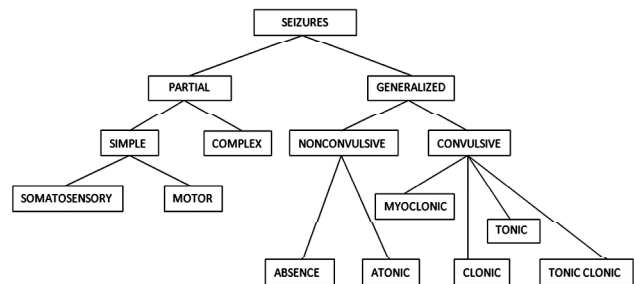 SEIZURES
PARTIAL
GENERALIZED
SIMPLE
COMPLEX
NONCONVULSIVE
CONVULSIVE
SOMATOSENSORY
MOTOR
MYOCLONIC
TONIC
ABSENCE
ATONIC
CLONIC
TONIC CLONIC